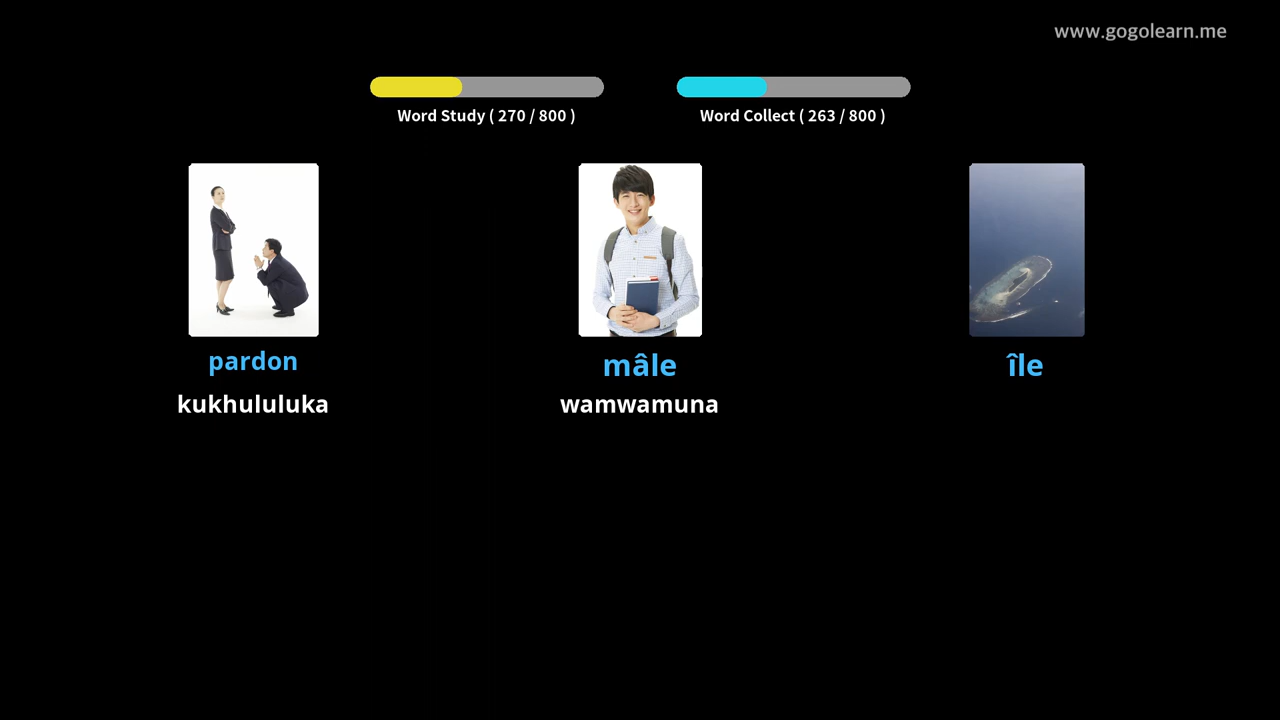 www.gogolearn.me
Word Study ( 270 / 800 )
Word Collect ( 263 / 800 )
pardon
kukhululuka
mâle
wamwamuna
île